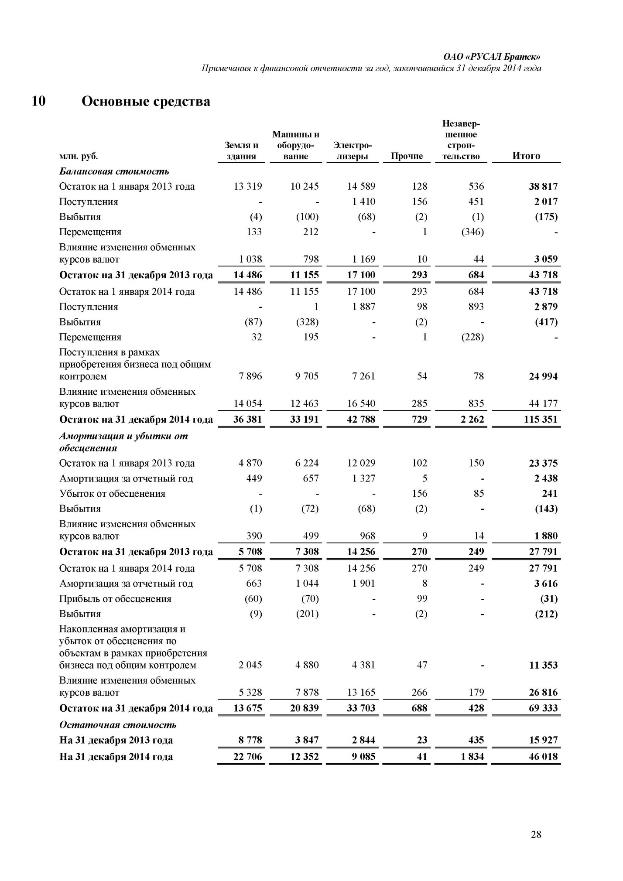 ОАО «РУСАЛ Братск»
Примечания к финансовой отчетности за год, закончившийся 31 декабря 2014 года
10 Основные средства
млн. руб. Земля и здания Машины и оборудо-вание Электро-лизеры Прочие Незавер-шенное строи-тельство Итого
Балансовая стоимость
Остаток на 1 января 2013 года 13 319 10 245 14 589 128 536 38 817
Поступления - - 1 410 156 451 2 017
Выбытия (4) (100) (68) (2) (1) (175)
Перемещения 133 212 - 1 (346) -
Влияние изменения обменных
курсов валют 1 038 798 1 169 10 44 3 059
Остаток на 31 декабря 2013 года 14 486 11 155 17 100 293 684 43 718
Остаток на 1 января 2014 года 14 486 11 155 17 100 293 684 43 718
Поступления - 1 1 887 98 893 2 879
Выбытия (87) (328) - (2) - (417)
Перемещения 32 195 - 1 (228) -
Поступления в рамках
приобретения бизнеса под общим
контролем 7 896 9 705 7 261 54 78 24 994
Влияние изменения обменных
курсов валют 14 054 12 463 16 540 285 835 44 177
Остаток на 31 декабря 2014 года 36 381 33 191 42 788 729 2 262 115 351
Амортизация и убытки от
обесценения
Остаток на 1 января 2013 года 4 870 6 224 12 029 102 150 23 375
Амортизация за отчетный год 449 657 1 327 5 - 2 438
Убыток от обесценения - - - 156 85 241
Выбытия (1) (72) (68) (2) - (143)
Влияние изменения обменных
курсов валют 390 499 968 9 14 1 880
Остаток на 31 декабря 2013 года 5 708 7 308 14 256 270 249 27 791
Остаток на 1 января 2014 года 5 708 7 308 14 256 270 249 27 791
Амортизация за отчетный год 663 1 044 1 901 8 - 3 616
Прибыль от обесценения (60) (70) - 99 - (31)
Выбытия (9) (201) - (2) - (212)
Накопленная амортизация и
убыток от обесценения по
объектам в рамках приобретения
бизнеса под общим контролем 2 045 4 880 4 381 47 - 11 353
Влияние изменения обменных
курсов валют 5 328 7 878 13 165 266 179 26 816
Остаток на 31 декабря 2014 года 13 675 20 839 33 703 688 428 69 333
Остаточная стоимость
На 31 декабря 2013 года 8 778 3 847 2 844 23 435 15 927
На 31 декабря 2014 года 22 706 12 352 9 085 41 1 834 46 018
28